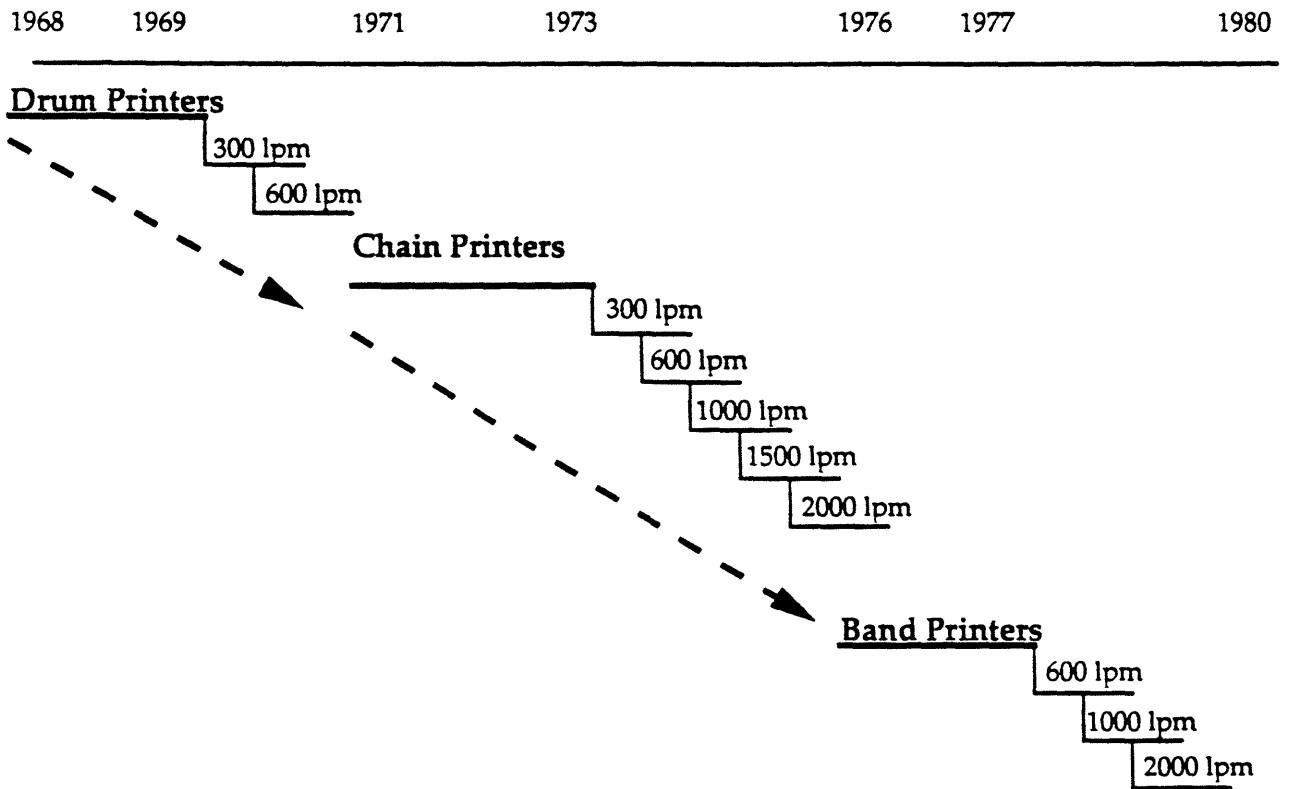 1968 1969 1971 1973 1976 1977 1980
Drum Printers
300 lpm
600 lpm
Chain Printers
300 lpm
600 lpm
1000 lpm
1500 lpm
2000 lpm
Band Printers
600 lpm
1000 lpm
2000 lpm